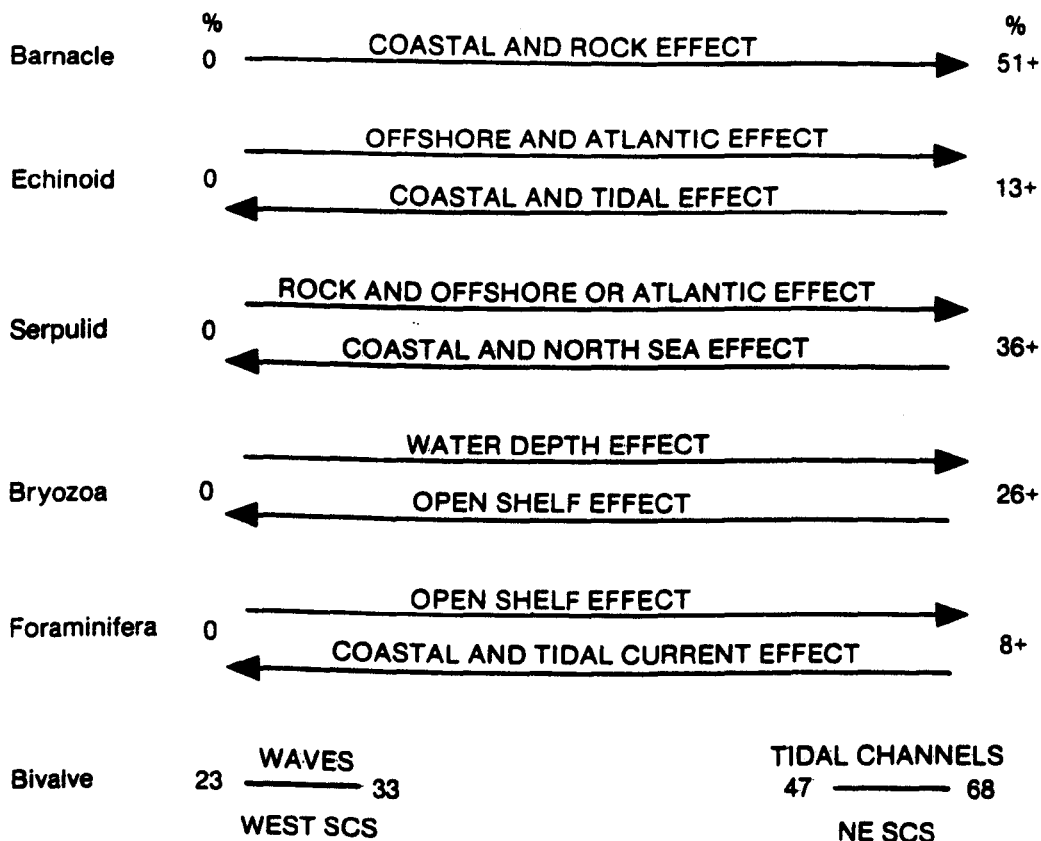 % %
Barnacle 0 COASTAL AND ROCK EFFECT 51+
OFFSHORE AND ATLANTIC EFFECT
Echinoid 0 13+
COASTAL AND TIDAL EFFECT
ROCK AND OFFSHORE OR ATLANTIC EFFECT
Serpulid 0 36+
COASTAL AND NORTH SEA EFFECT
WATER DEPTH EFFECT
Bryozoa 0 26+
OPEN SHELF EFFECT
OPEN SHELF EFFECT
Foraminifera 0 8+
COASTAL AND TIDAL CURRENT EFFECT
WAVES TIDAL CHANNELS
Bivalve 23 33 47 68
WEST SCS NE SCS